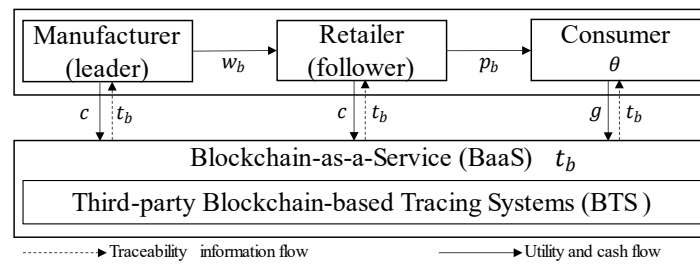 Manufacturer
(leader)
w_b
Retailer
(follower)
p_b
Consumer
θ
c t_b c t_b g t_b
Blockchain-as-a-Service (BaaS) t_b
Third-party Blockchain-based Tracing Systems (BTS )
Traceability information flow Utility and cash flow